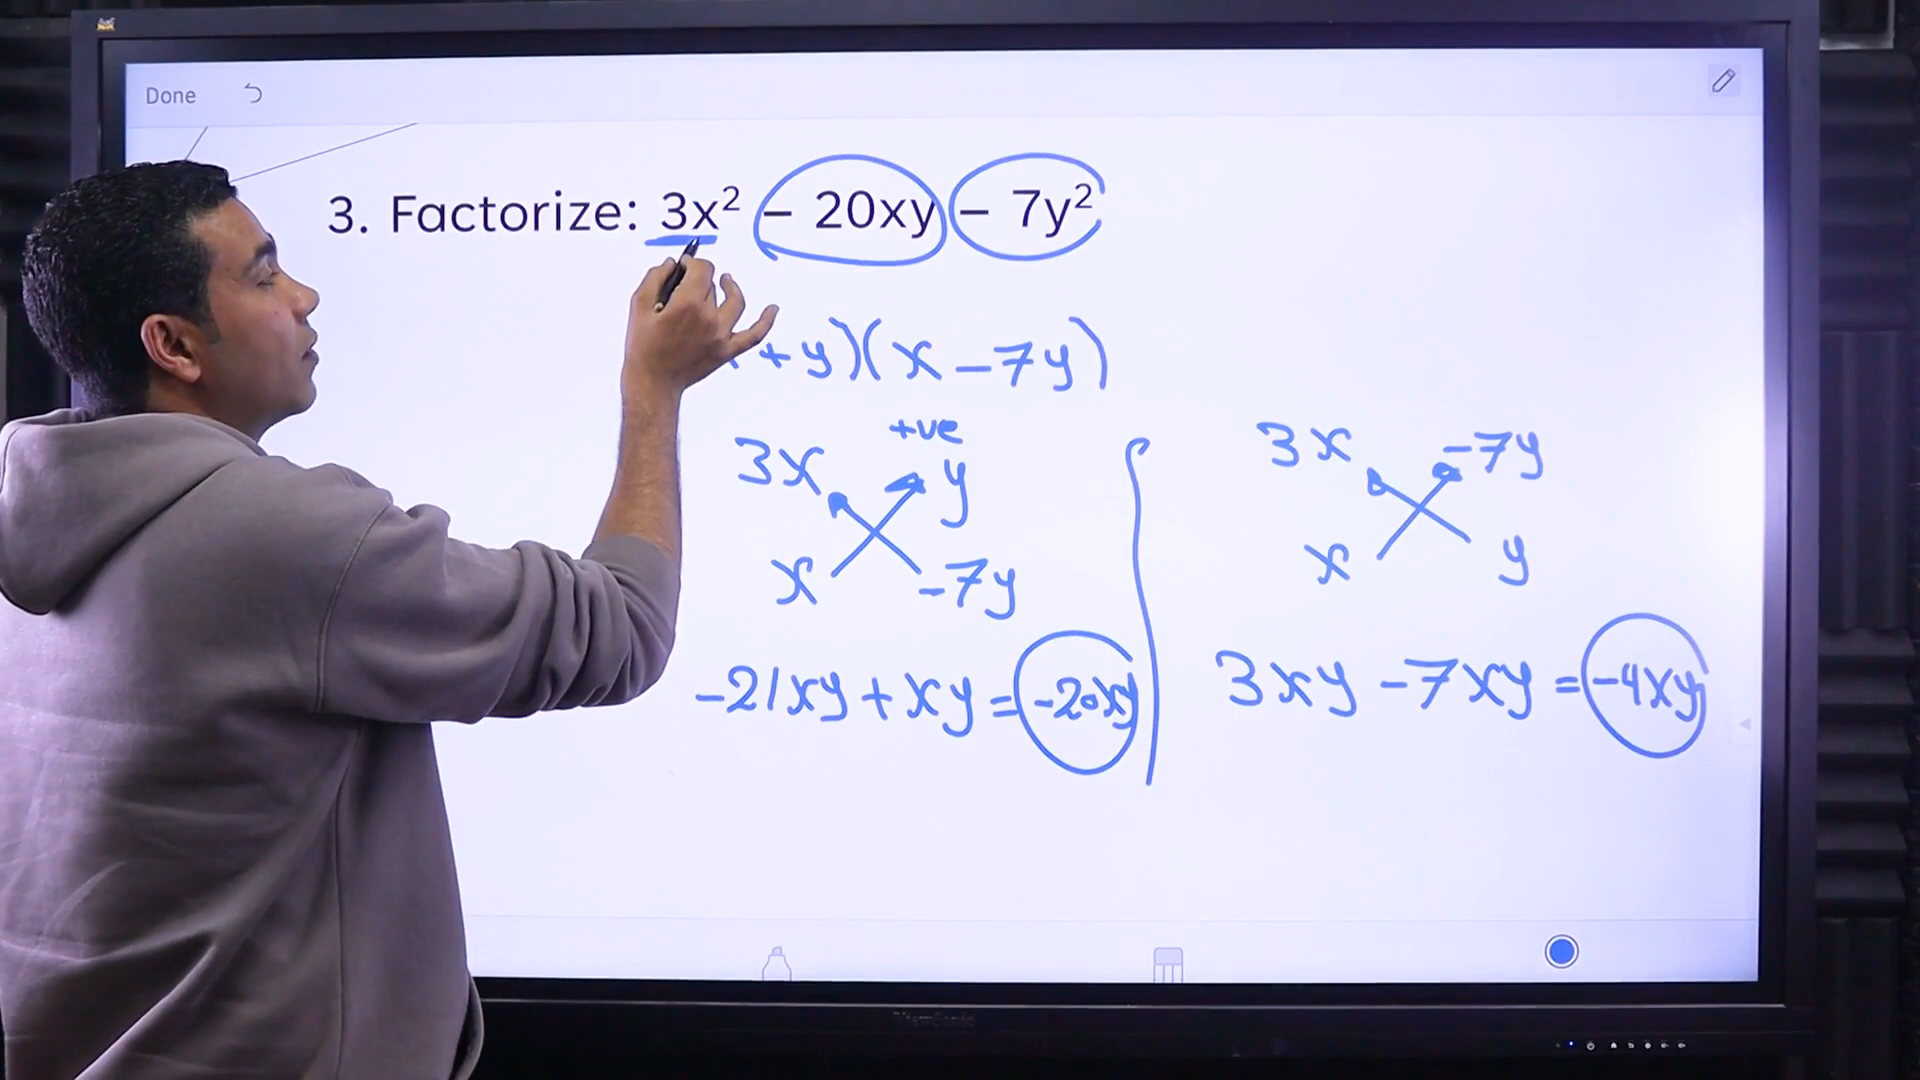 Done
3. Factorize: 3x² – 20xy – 7y²
+ y)(x – 7y)
+ve
3x y
x -7y
-21xy + xy = -20xy
3x -7y
x y
3xy - 7xy = -4xy